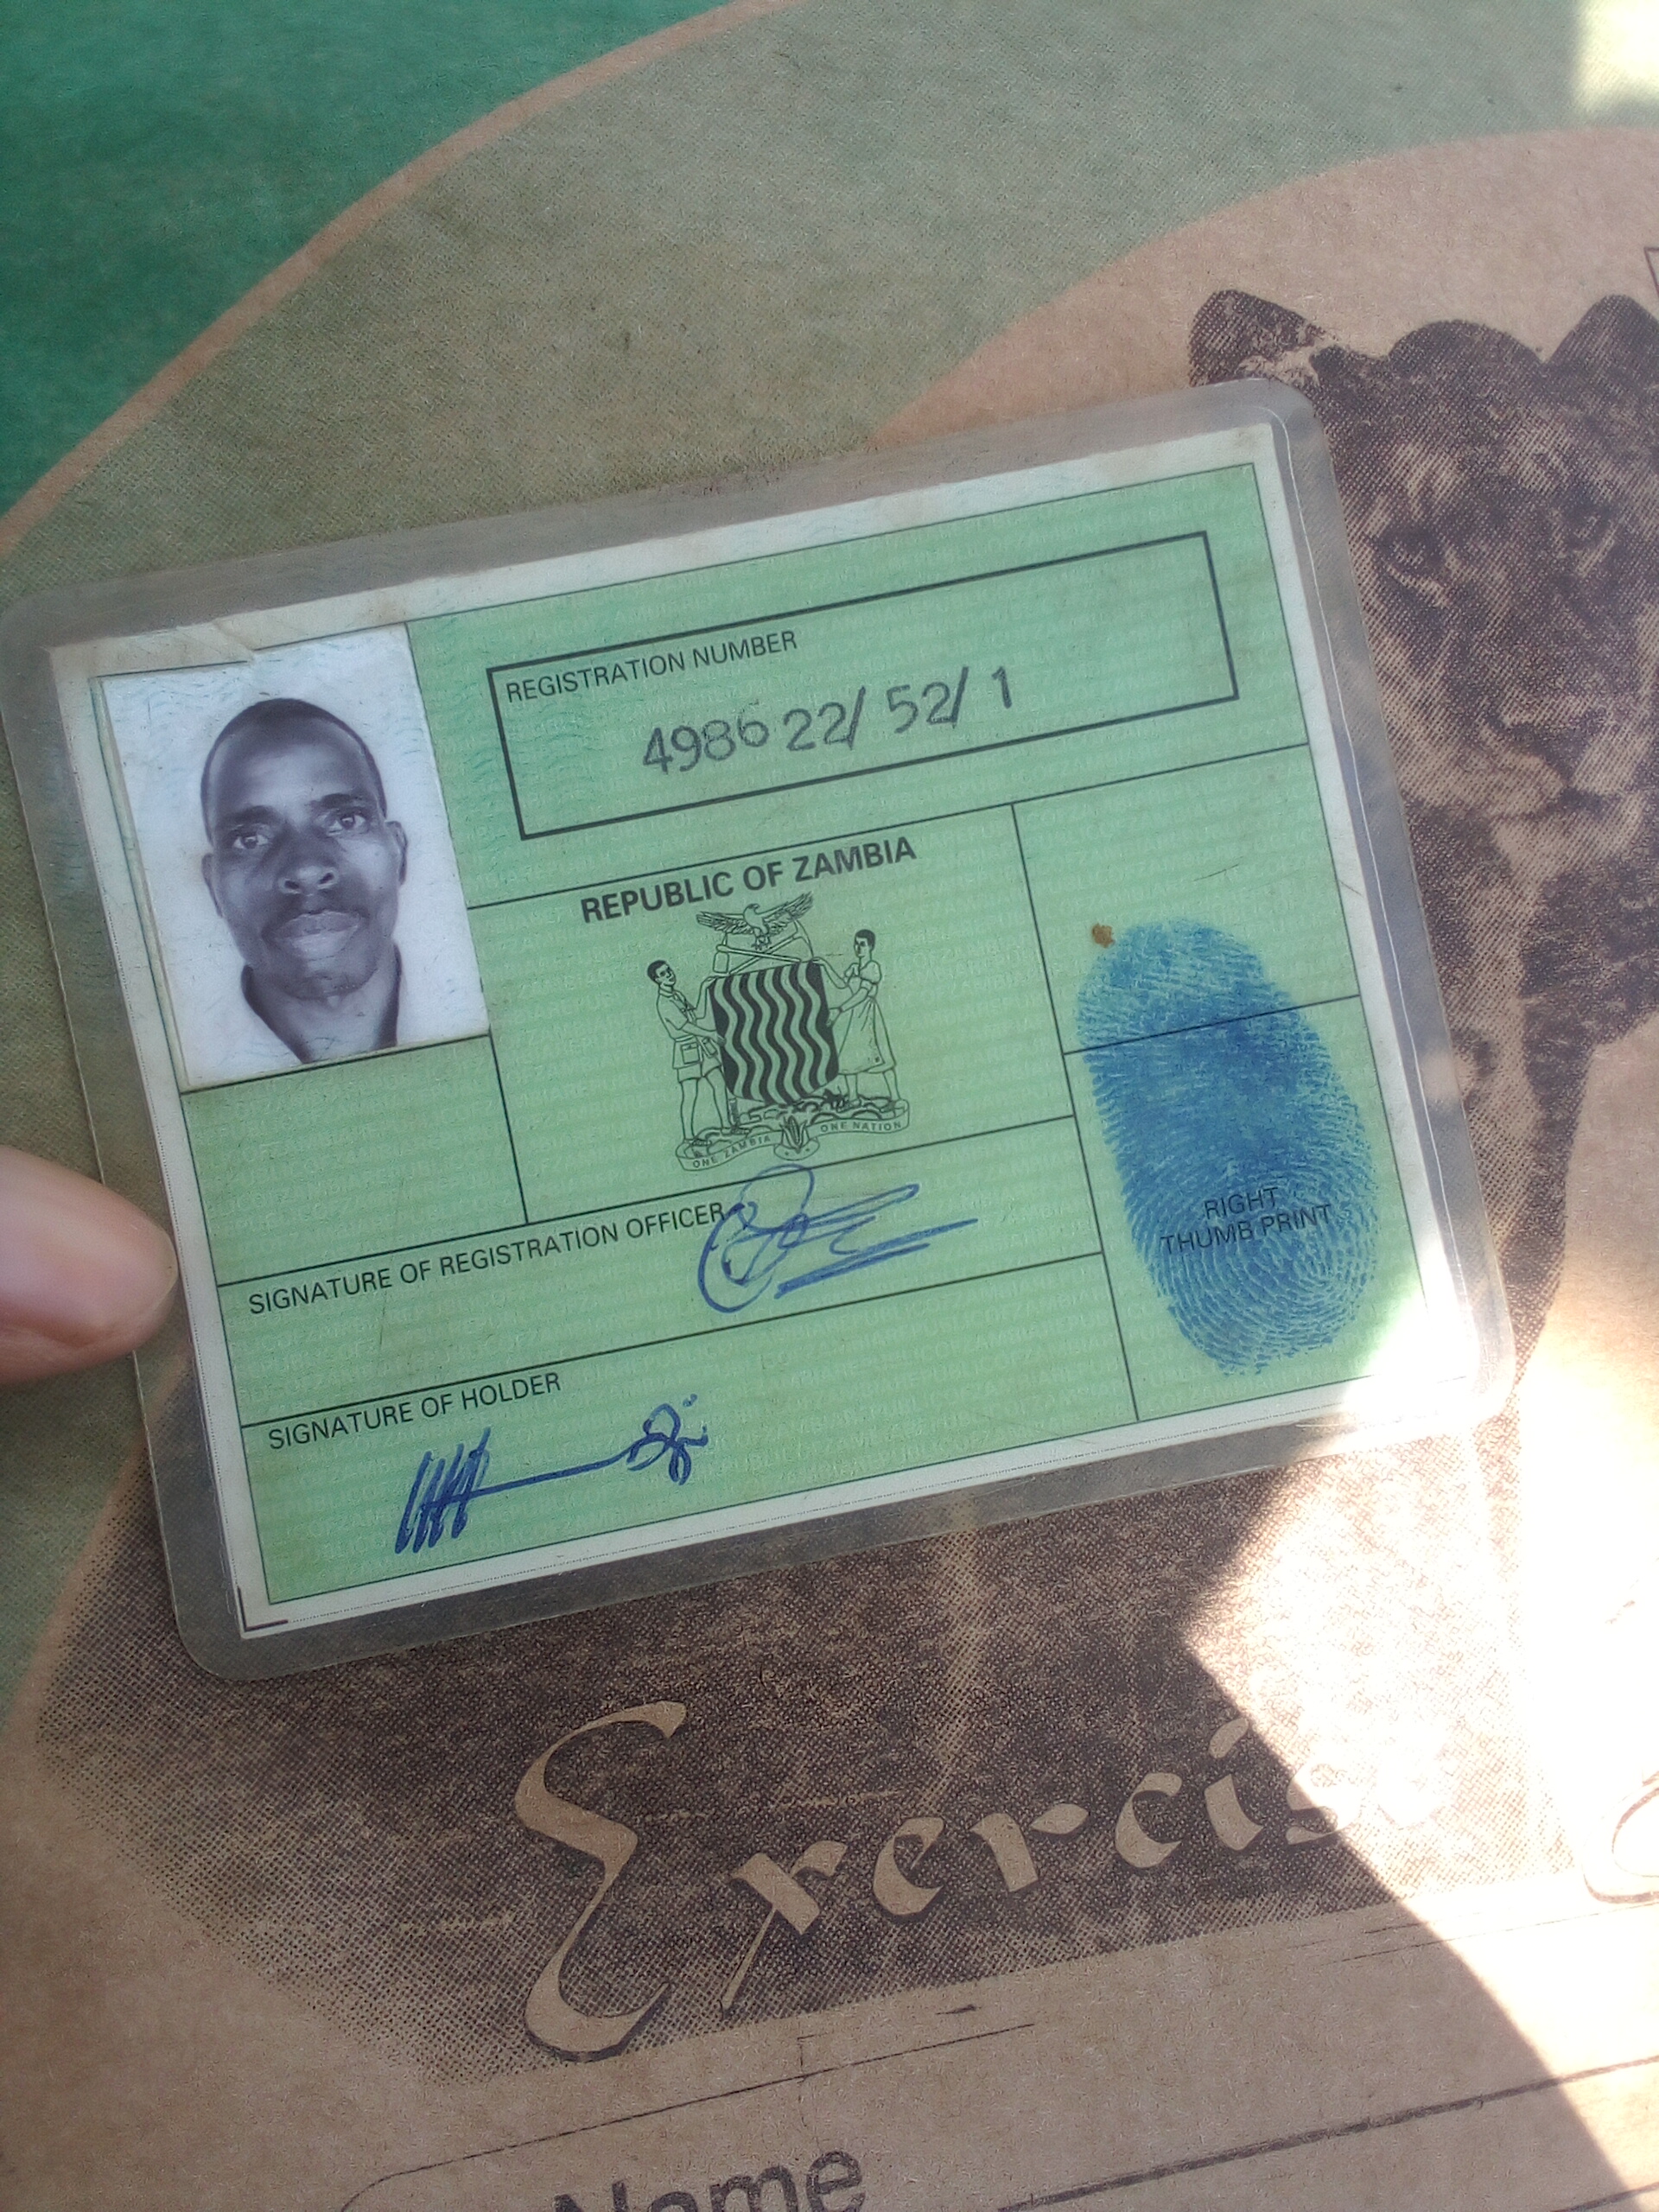 REGISTRATION NUMBER
498622/52/1
REPUBLIC OF ZAMBIA
ONE ZAMBIA ONE NATION
SIGNATURE OF REGISTRATION OFFICER
RIGHT
THUMB PRINT
SIGNATURE OF HOLDER
Exercise
Name